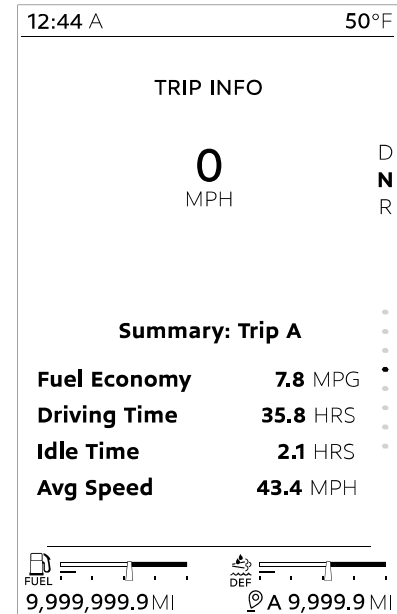 12:44 A 50°F
TRIP INFO
0
MPH
D
N
R
Summary: Trip A
Fuel Economy 7.8 MPG
Driving Time 35.8 HRS
Idle Time 2.1 HRS
Avg Speed 43.4 MPH
FUEL DEF
9,999,999.9 MI A 9,999.9 MI